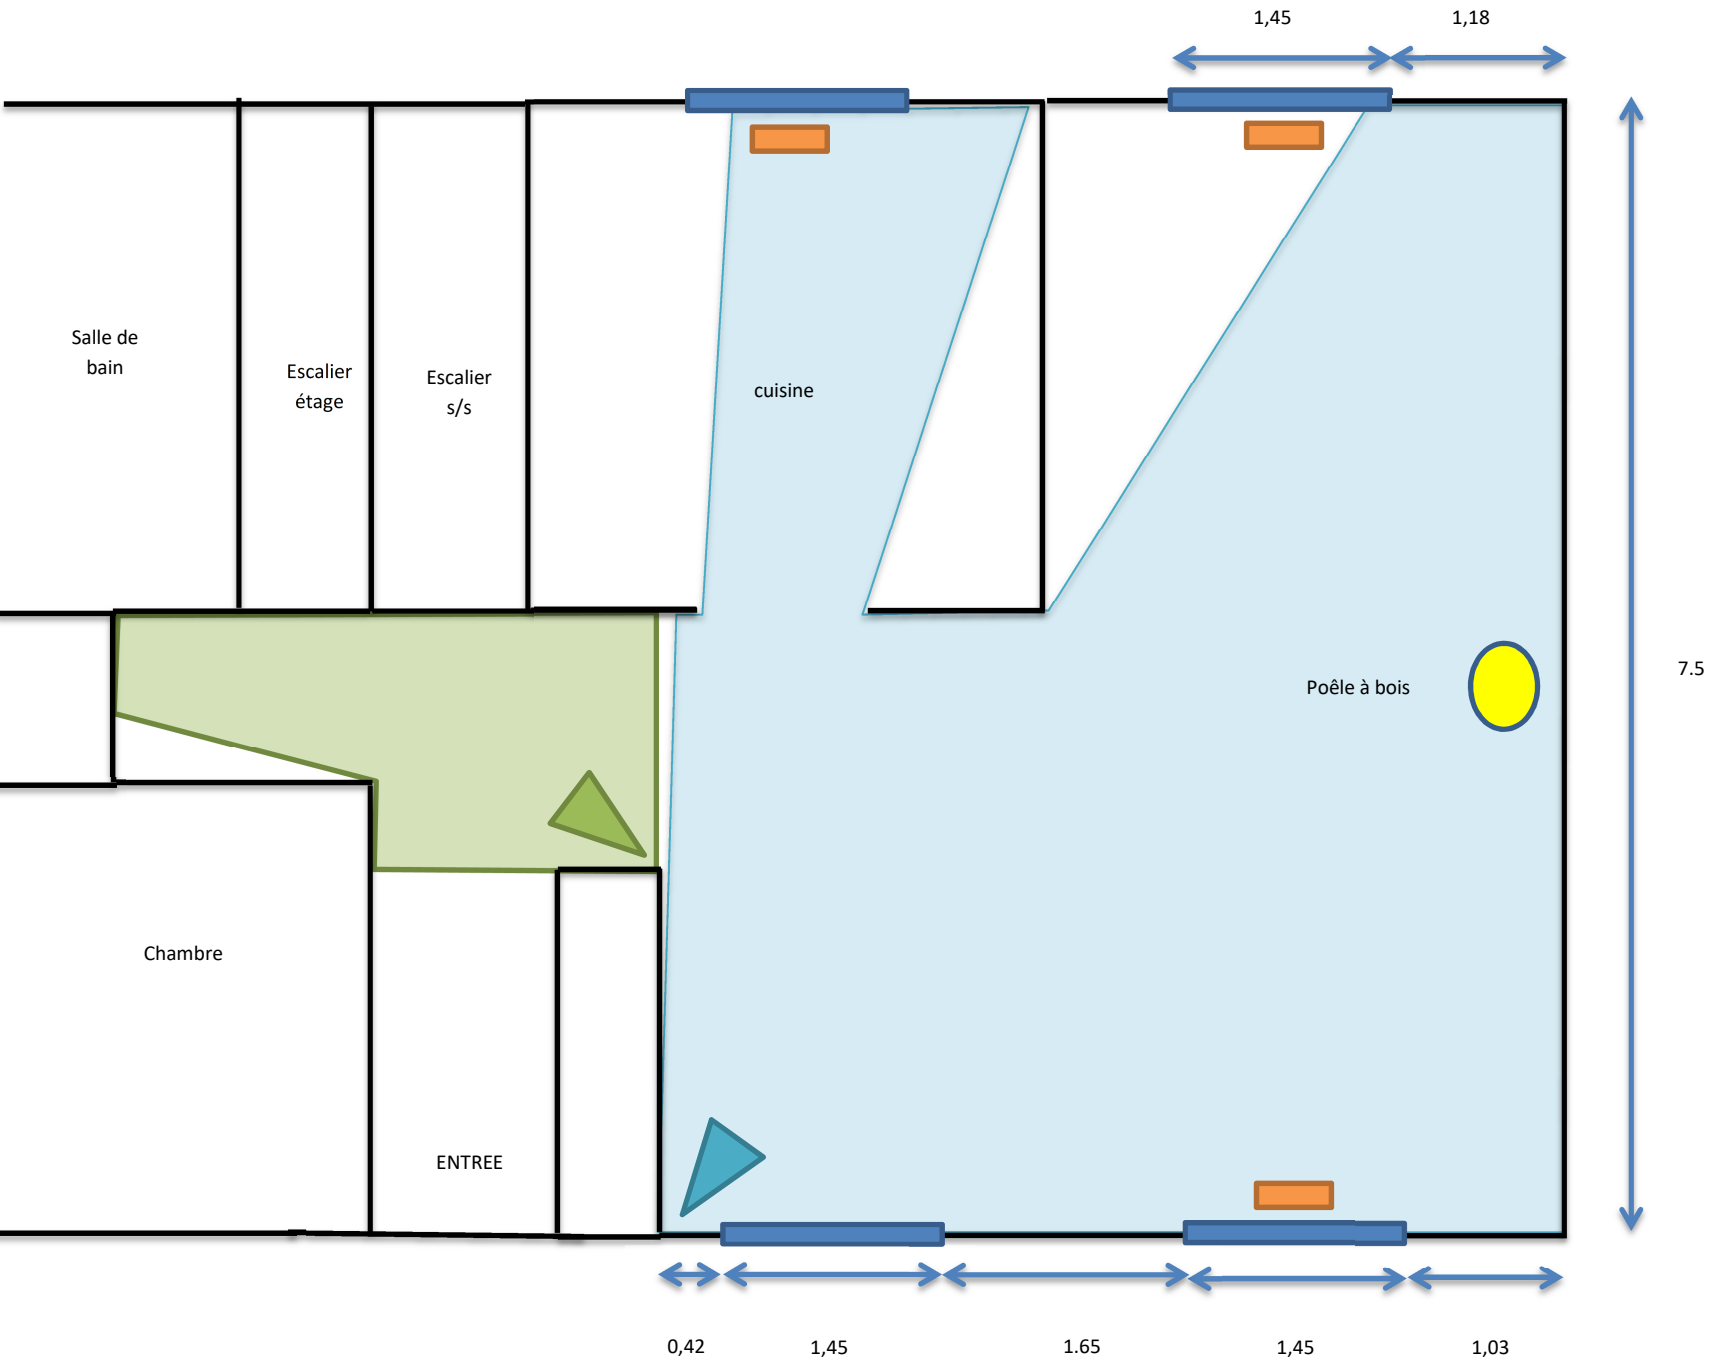 1,45
1,18
Salle de
bain
Escalier
étage
Escalier
s/s
cuisine
7.5
Poêle à bois
Chambre
ENTREE
0,42
1,45
1.65
1,45
1,03